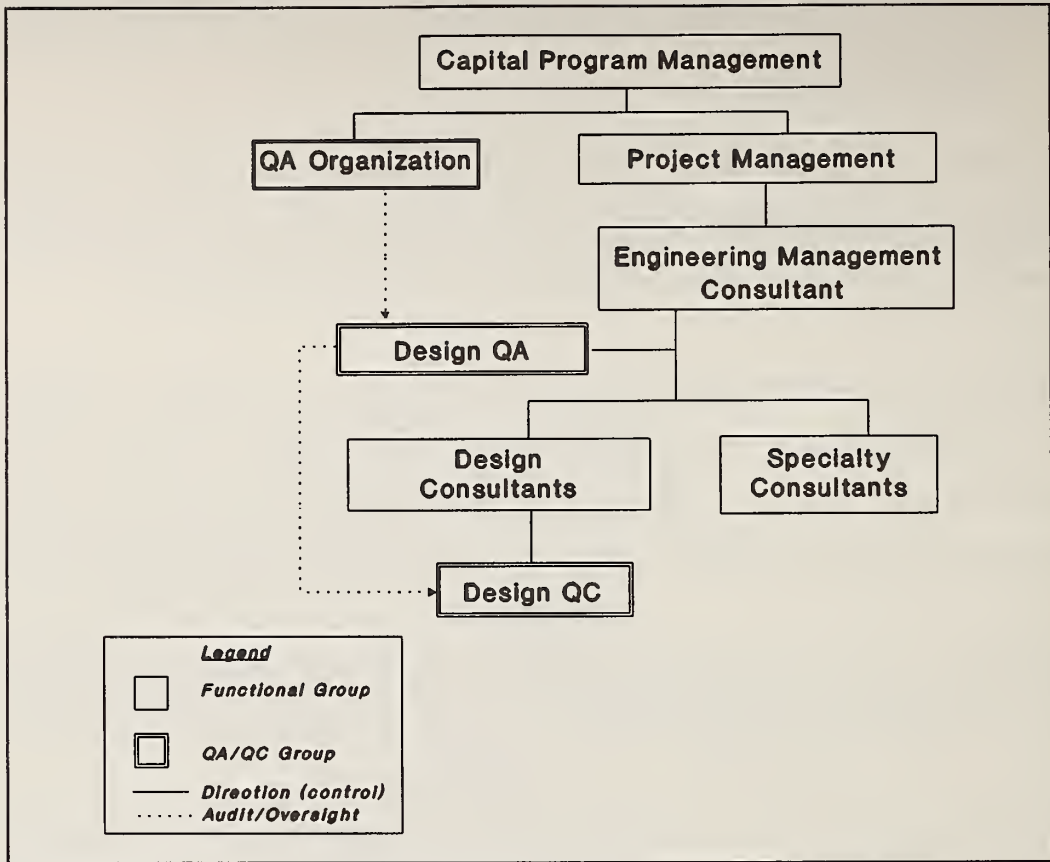 Capital Program Management
QA Organization
Project Management
Engineering Management
Consultant
Design QA
Design
Consultants
Specialty
Consultants
Design QC
Legend
Functional Group
QA/QC Group
Direction (control)
Audit/Oversight